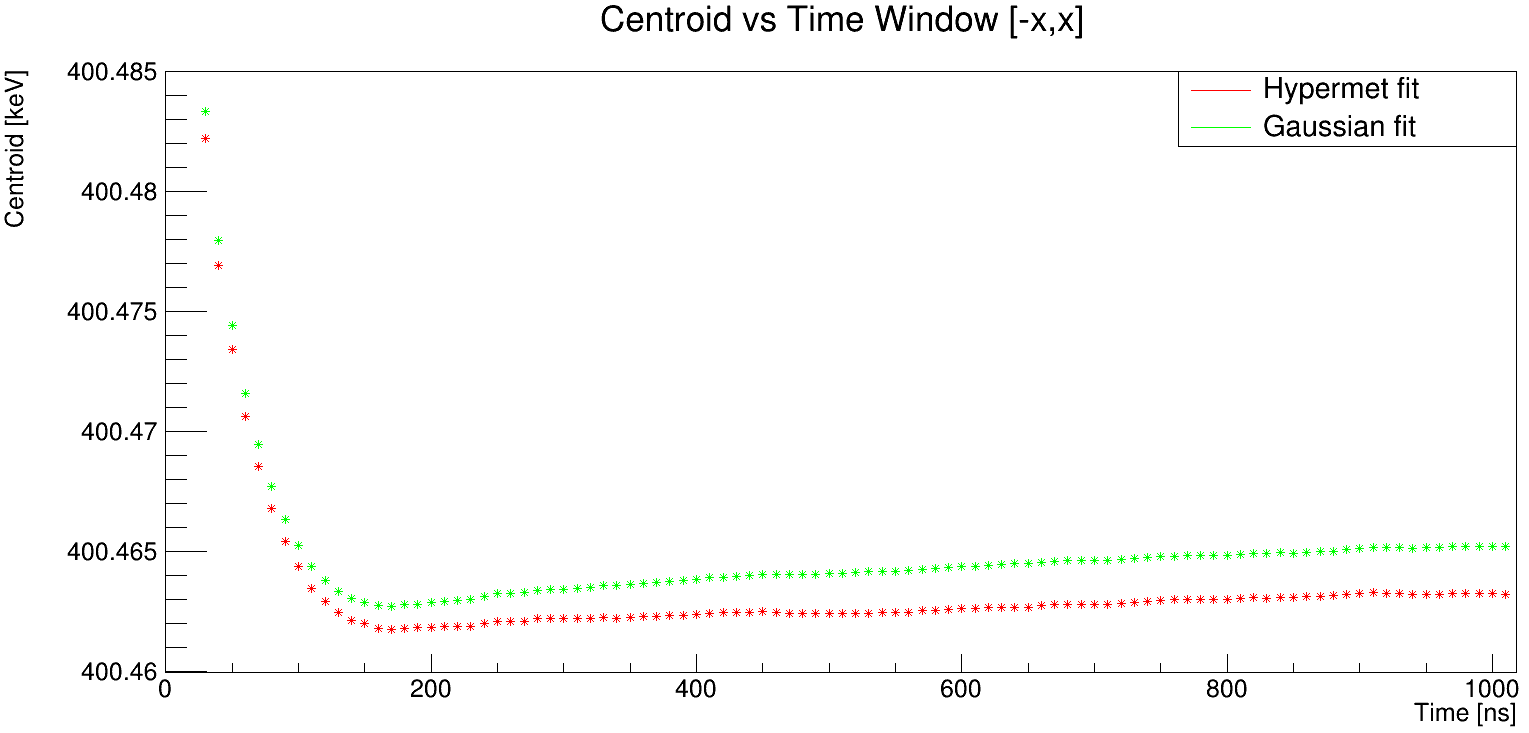 Centroid vs Time Window [-x,x]
Centroid [keV]
400.485
400.48
400.475
400.47
400.465
400.46
Hypermet fit
Gaussian fit
0
200
400
600
800
1000
Time [ns]